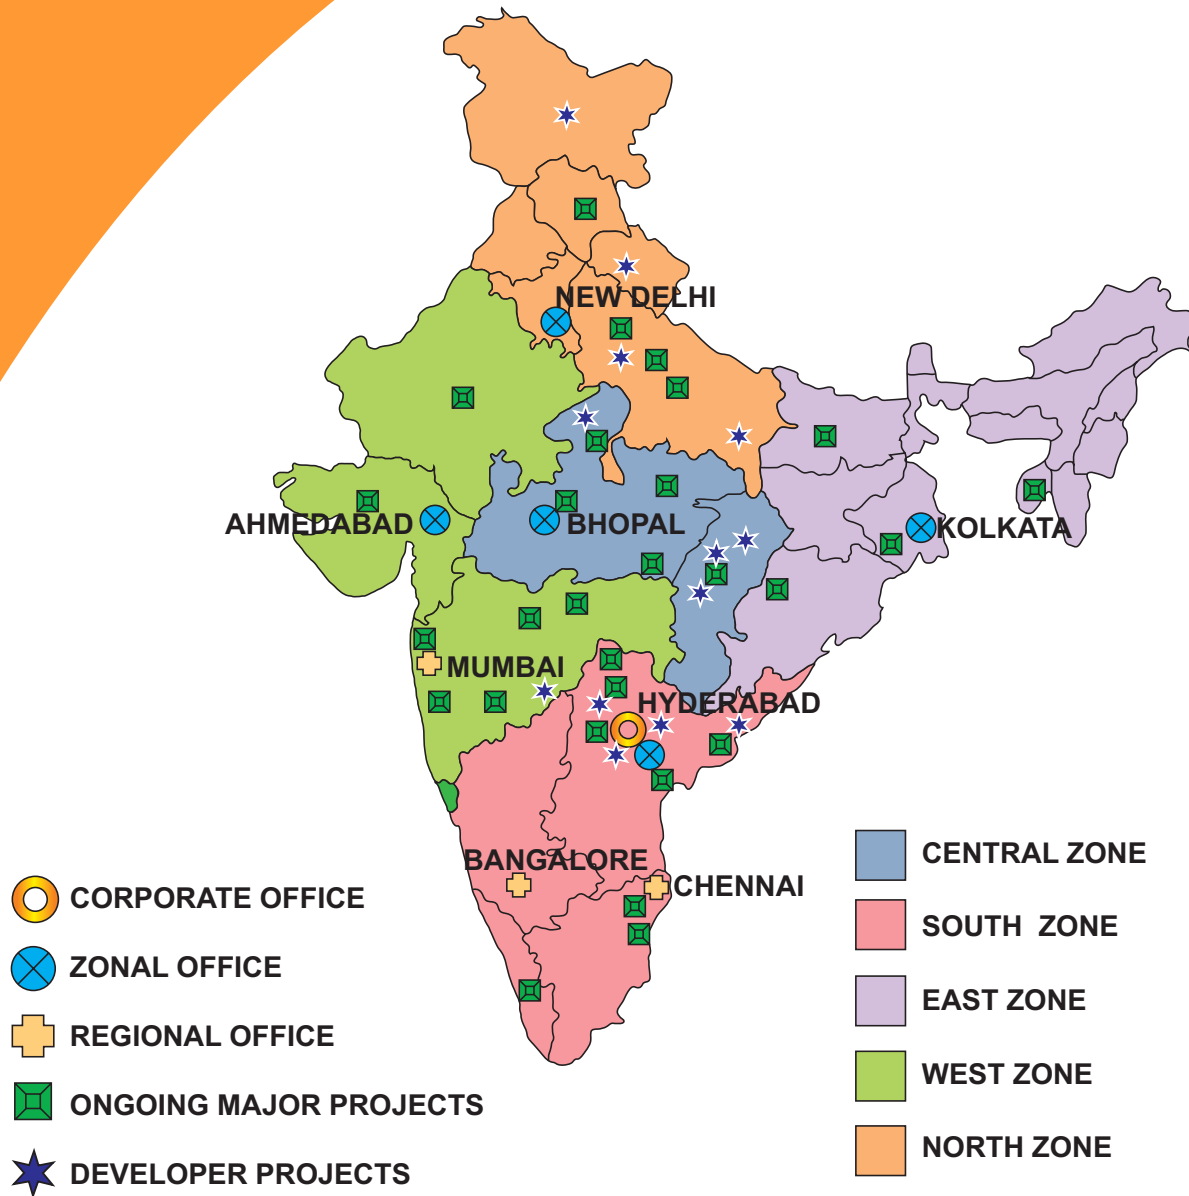 NEW DELHI
AHMEDABAD
BHOPAL
KOLKATA
MUMBAI
HYDERABAD
BANGALORE
CHENNAI
CORPORATE OFFICE
ZONAL OFFICE
REGIONAL OFFICE
ONGOING MAJOR PROJECTS
DEVELOPER PROJECTS
CENTRAL ZONE
SOUTH ZONE
EAST ZONE
WEST ZONE
NORTH ZONE